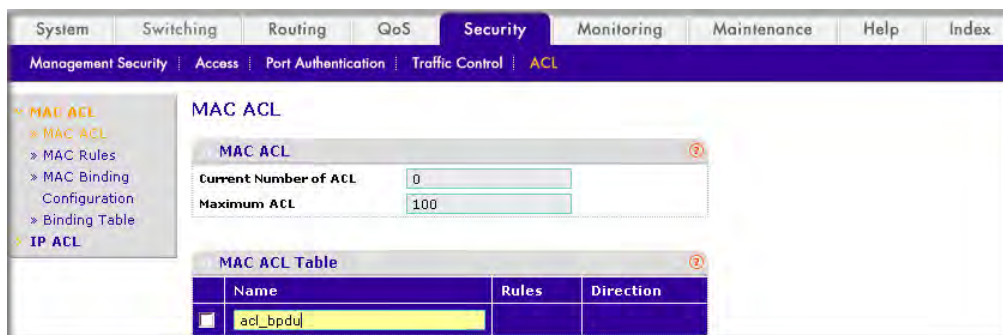 System Switching Routing QoS Security Monitoring Maintenance Help Index
Management Security Access Port Authentication Traffic Control ACL
» MAC ACL
» MAC ACL
» MAC Rules
» MAC Binding
Configuration
» Binding Table
» IP ACL
MAC ACL
MAC ACL
Current Number of ACL 0
Maximum ACL 100
MAC ACL Table
Name Rules Direction
acl_bpdu